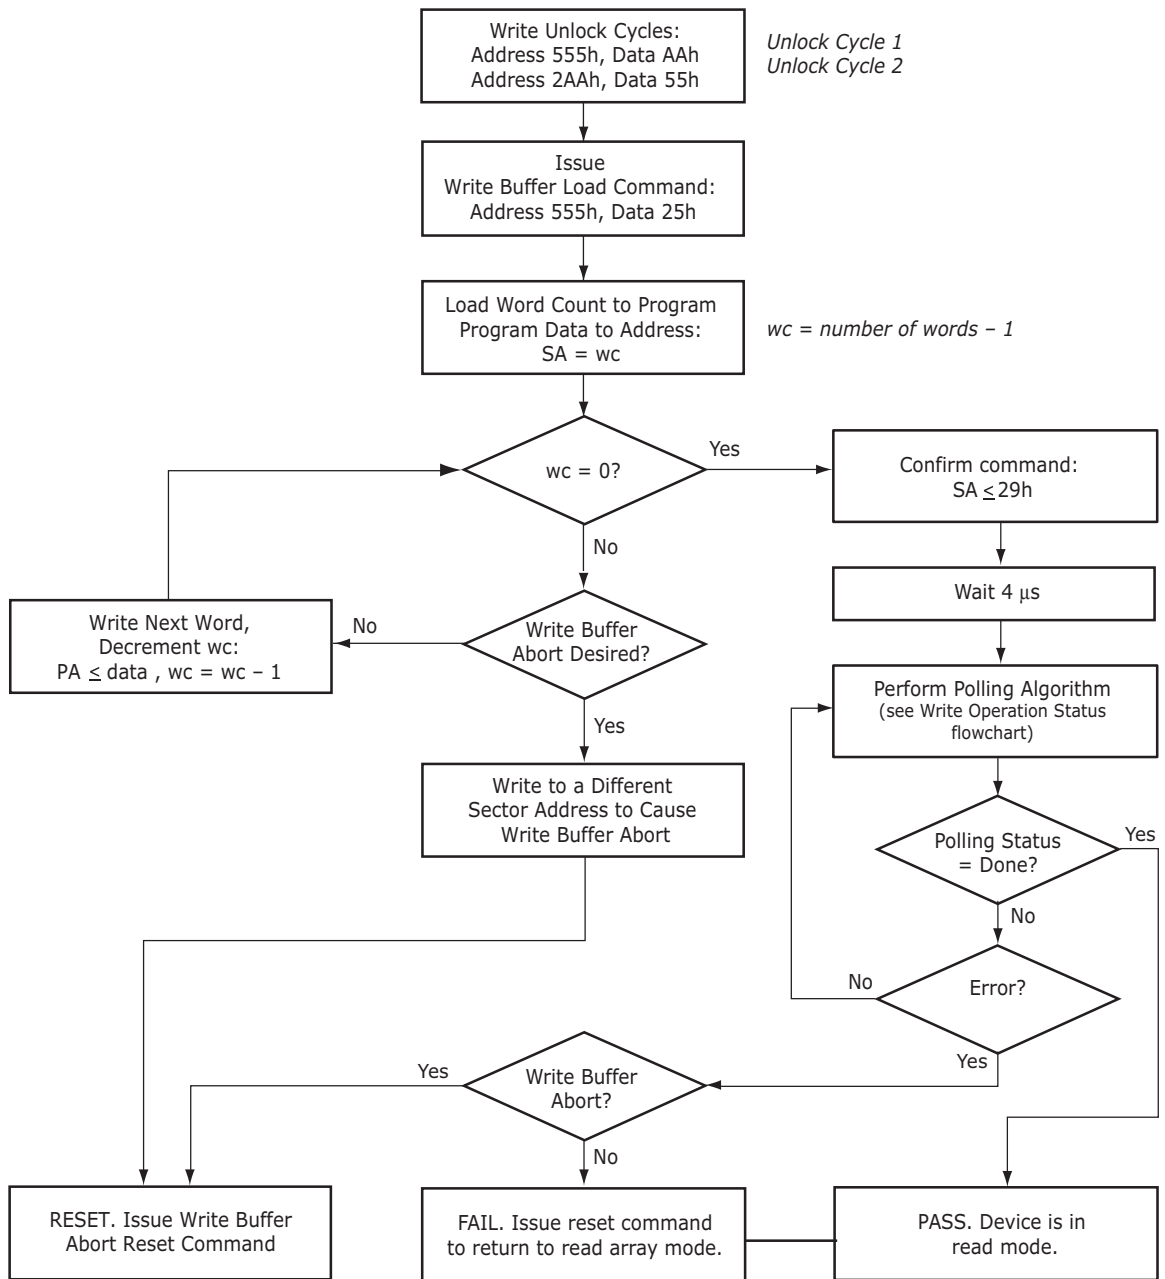 Write Unlock Cycles:
Address 555h, Data AAh
Address 2AAh, Data 55h
Unlock Cycle 1
Unlock Cycle 2
Issue
Write Buffer Load Command:
Address 555h, Data 25h
Load Word Count to Program
Program Data to Address:
SA = wc
wc = number of words – 1
wc = 0?
Yes
No
Confirm command:
SA ≤ 29h
Wait 4 μs
Write Next Word,
Decrement wc:
PA ≤ data , wc = wc – 1
No
Write Buffer
Abort Desired?
Yes
Perform Polling Algorithm
(see Write Operation Status
flowchart)
Write to a Different
Sector Address to Cause
Write Buffer Abort
Polling Status
= Done?
Yes
No
Error?
No
Yes
Write Buffer
Abort?
Yes
No
RESET. Issue Write Buffer
Abort Reset Command
FAIL. Issue reset command
to return to read array mode.
PASS. Device is in
read mode.